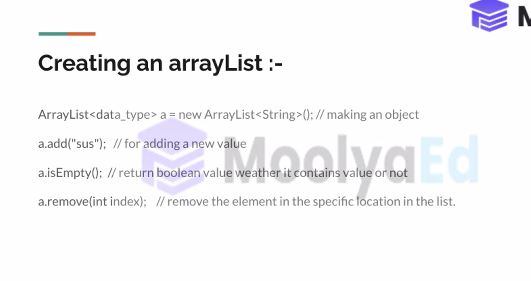 M
Creating an arrayList :-
ArrayList<data_type> a = new ArrayList<String>(); // making an object
a.add("sus"); // for adding a new value
a.isEmpty(); // return boolean value weather it contains value or not
MoolyaEd
a.remove(int index); // remove the element in the specific location in the list.